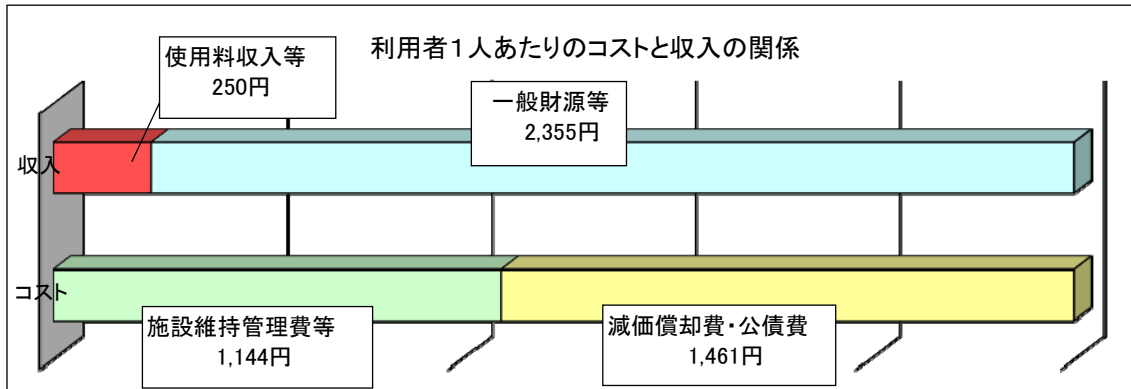 利用者１人あたりのコストと収入の関係
使用料収入等
250円
一般財源等
2,355円
収入
コスト
施設維持管理費等
1,144円
減価償却費・公債費
1,461円